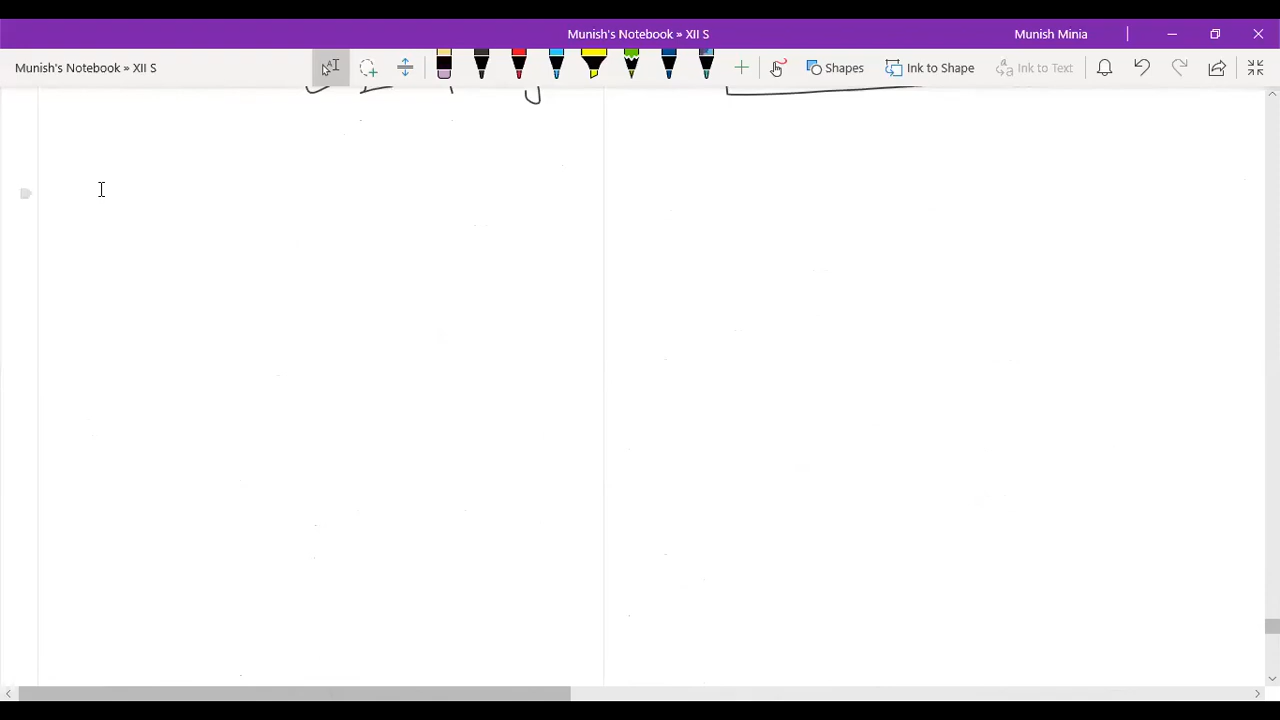 Munish's Notebook » XII S
Munish Minia
Munish's Notebook » XII S
Shapes
Ink to Shape
Ink to Text